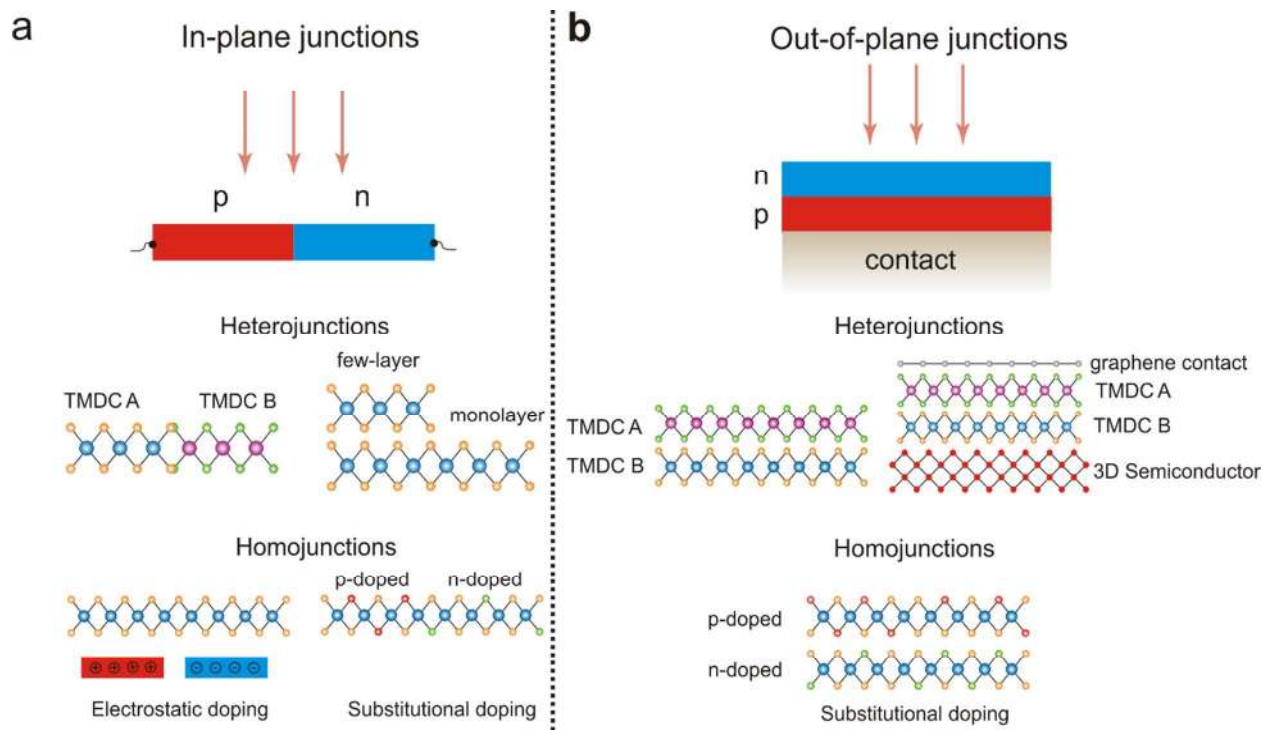 a
In-plane junctions
p
n
Heterojunctions
TMDC A
TMDC B
few-layer
monolayer
Homojunctions
p-doped
n-doped
⊕ ⊕ ⊕ ⊕
⊖ ⊖ ⊖ ⊖
Electrostatic doping
Substitutional doping
b
Out-of-plane junctions
n
p
contact
Heterojunctions
TMDC A
TMDC B
graphene contact
TMDC A
TMDC B
3D Semiconductor
Homojunctions
p-doped
n-doped
Substitutional doping